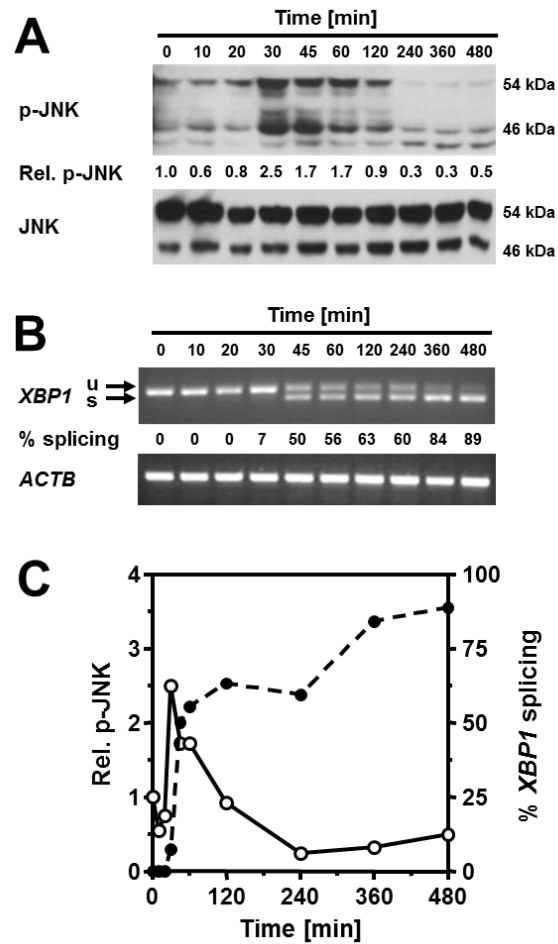 A
Time [min]
0 10 20 30 45 60 120 240 360 480
p-JNK
54 kDa
46 kDa
Rel. p-JNK 1.0 0.6 0.8 2.5 1.7 1.7 0.9 0.3 0.3 0.5
JNK
54 kDa
46 kDa
B
Time [min]
0 10 20 30 45 60 120 240 360 480
XBP1 u
s
% splicing 0 0 0 7 50 56 63 60 84 89
ACTB
C
4 100
3 75
2 50
1 25
0 0
Rel. p-JNK
% XBP1 splicing
0 120 240 360 480
Time [min]